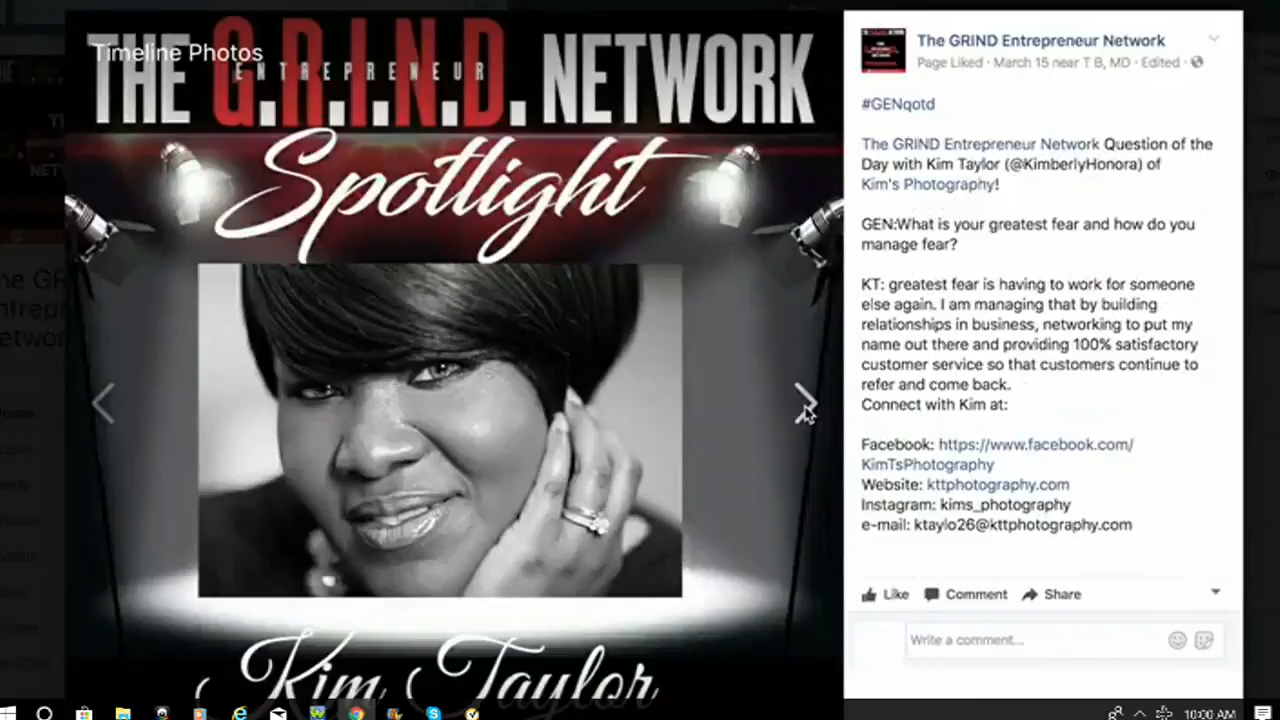 Timeline Photos
THE G.R.I.N.D. NETWORK
ENTREPRENEUR
Spotlight
Kim Taylor
The GRIND Entrepreneur Network
Page Liked · March 15 near T B, MD · Edited ·
#GENqotd
The GRIND Entrepreneur Network Question of the
Day with Kim Taylor (@KimberlyHonora) of
Kim's Photography!
GEN:What is your greatest fear and how do you
manage fear?
KT: greatest fear is having to work for someone
else again. I am managing that by building
relationships in business, networking to put my
name out there and providing 100% satisfactory
customer service so that customers continue to
refer and come back.
Connect with Kim at:
Facebook: https://www.facebook.com/
KimTsPhotography
Website: kttphotography.com
Instagram: kims_photography
e-mail: ktaylo26@kttphotography.com
Like Comment Share
Write a comment...
10:00 AM